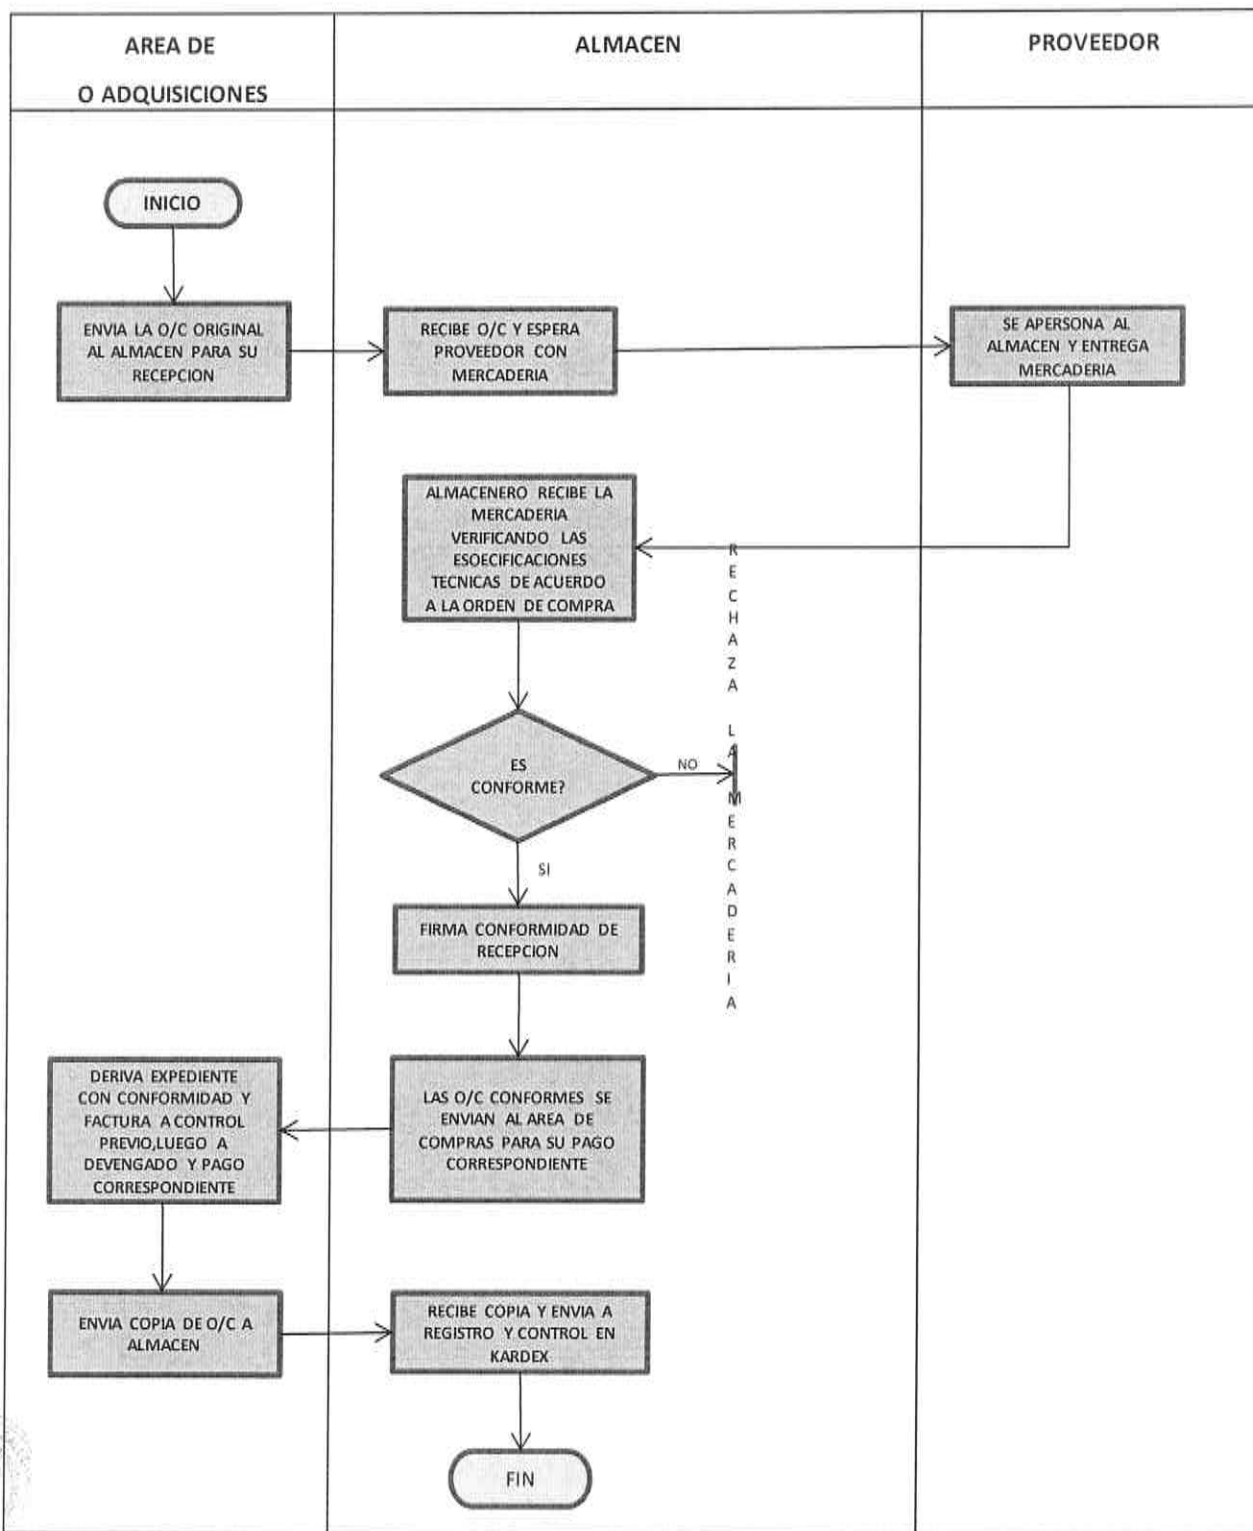 AREA DE
O ADQUISICIONES
ALMACEN
PROVEEDOR
INICIO
ENVIA LA O/C ORIGINAL
AL ALMACEN PARA SU
RECEPCION
RECIBE O/C Y ESPERA
PROVEEDOR CON
MERCADERIA
SE APERSONA AL
ALMACEN Y ENTREGA
MERCADERIA
ALMACENERO RECIBE LA
MERCADERIA
VERIFICANDO LAS
ESOECIFICACIONES
TECNICAS DE ACUERDO
A LA ORDEN DE COMPRA
RECHAZA LA MERCADERIA
ES
CONFORME?
NO
SI
FIRMA CONFORMIDAD DE
RECEPCION
DERIVA EXPEDIENTE
CON CONFORMIDAD Y
FACTURA A CONTROL
PREVIO,LUEGO A
DEVENGADO Y PAGO
CORRESPONDIENTE
LAS O/C CONFORMES SE
ENVIAN AL AREA DE
COMPRAS PARA SU PAGO
CORRESPONDIENTE
ENVIA COPIA DE O/C A
ALMACEN
RECIBE COPIA Y ENVIA A
REGISTRO Y CONTROL EN
KARDEX
FIN